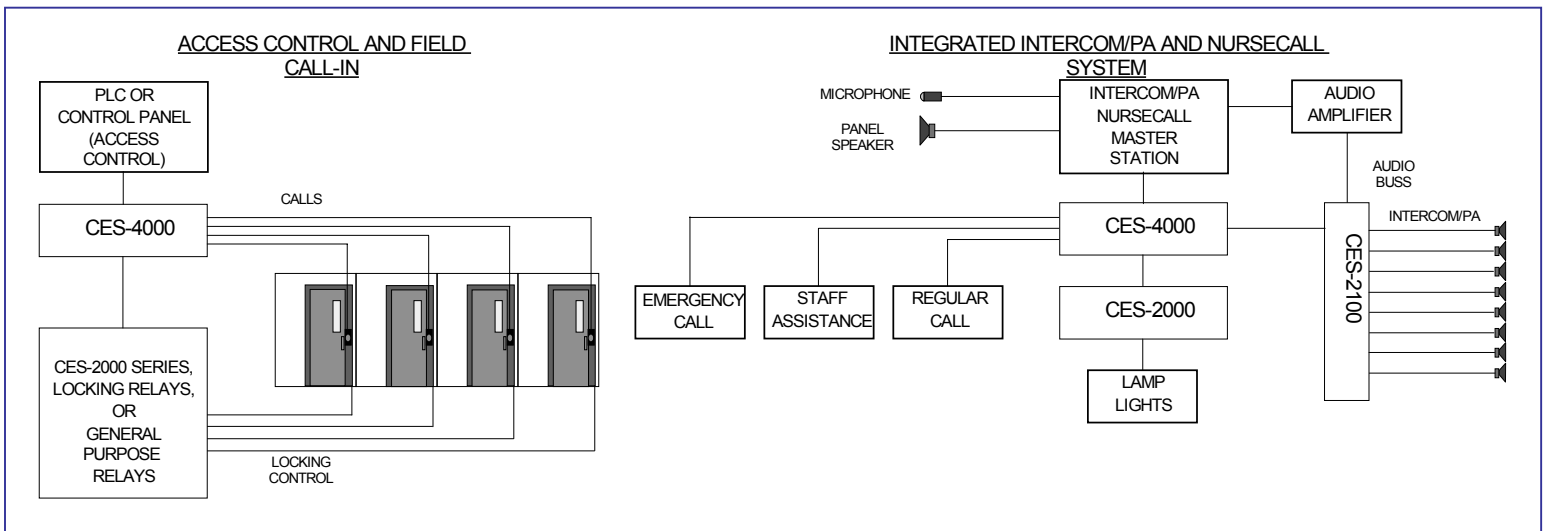 ACCESS CONTROL AND FIELD
CALL-IN
PLC OR
CONTROL PANEL
(ACCESS
CONTROL)
CALLS
CES-4000
CES-2000 SERIES,
LOCKING RELAYS,
OR
GENERAL
PURPOSE
RELAYS
LOCKING
CONTROL
INTEGRATED INTERCOM/PA AND NURSECALL
SYSTEM
MICROPHONE
PANEL
SPEAKER
INTERCOM/PA
NURSECALL
MASTER
STATION
AUDIO
AMPLIFIER
AUDIO
BUSS
CES-4000
INTERCOM/PA
CES-2100
EMERGENCY
CALL
STAFF
ASSISTANCE
REGULAR
CALL
CES-2000
LAMP
LIGHTS